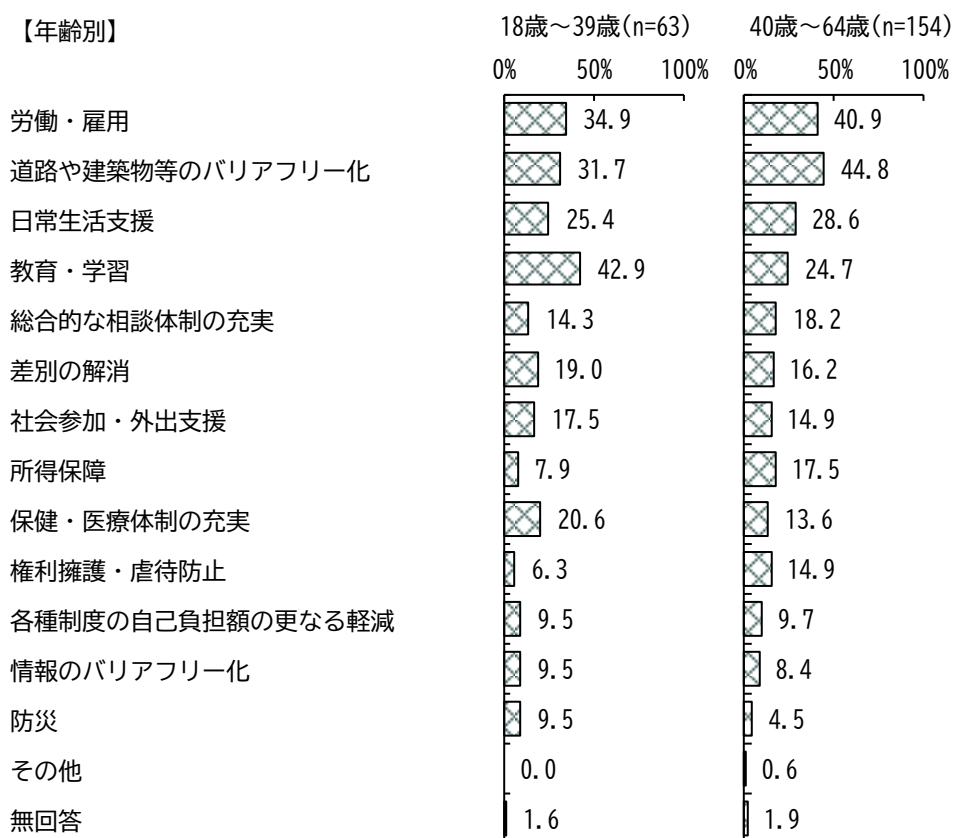 【年齢別】 18歳～39歳(n=63) 40歳～64歳(n=154)
0% 50% 100% 0% 50% 100%
労働・雇用 34.9 40.9
道路や建築物等のバリアフリー化 31.7 44.8
日常生活支援 25.4 28.6
教育・学習 42.9 24.7
総合的な相談体制の充実 14.3 18.2
差別の解消 19.0 16.2
社会参加・外出支援 17.5 14.9
所得保障 7.9 17.5
保健・医療体制の充実 20.6 13.6
権利擁護・虐待防止 6.3 14.9
各種制度の自己負担額の更なる軽減 9.5 9.7
情報のバリアフリー化 9.5 8.4
防災 9.5 4.5
その他 0.0 0.6
無回答 1.6 1.9